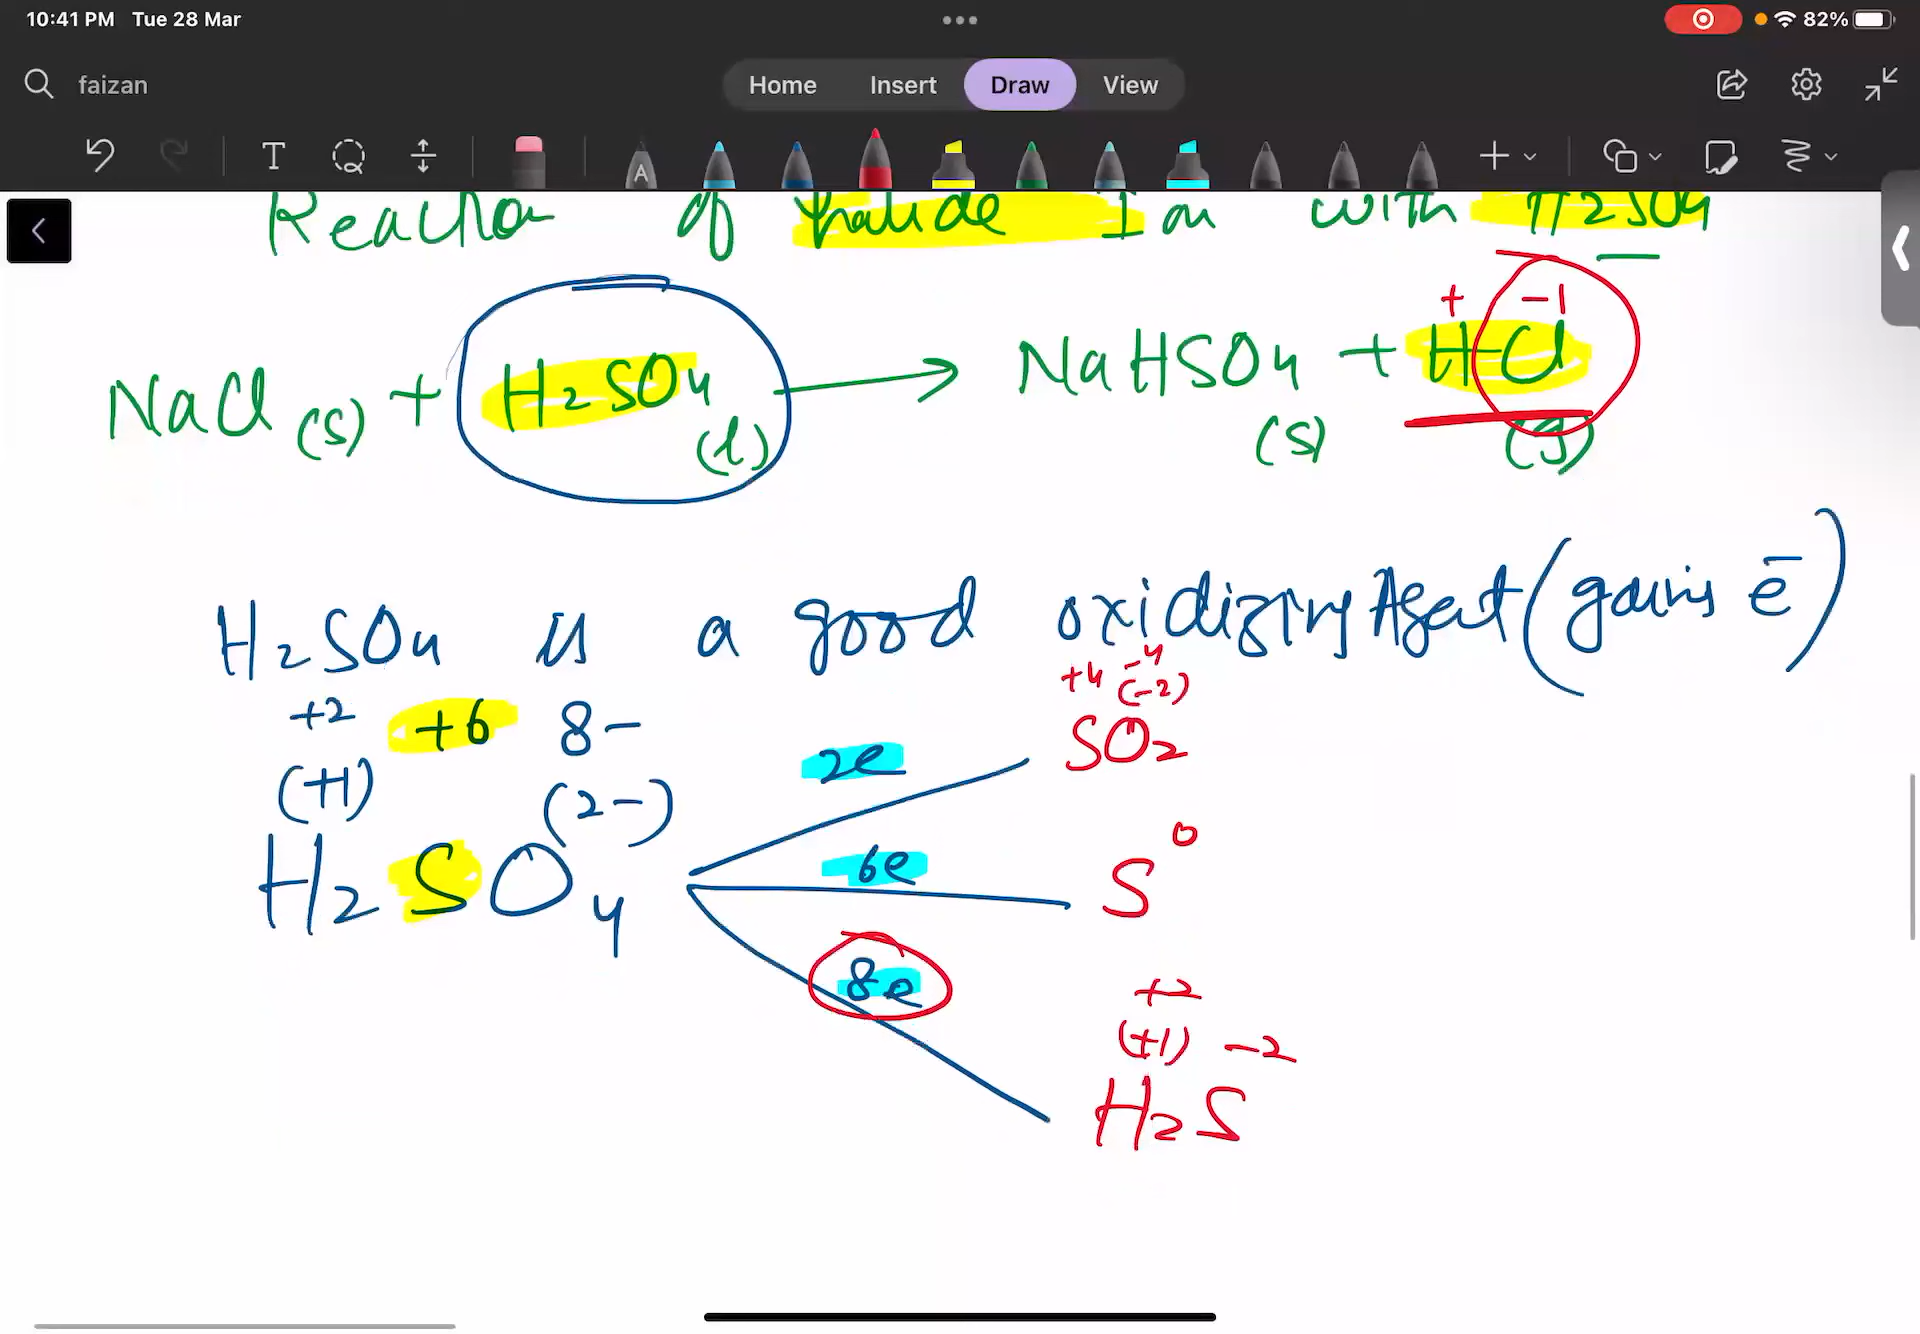 10:41 PM Tue 28 Mar
82%
faizan
Home Insert Draw View
T
A
Reaction of halide Ion with H2SO4
+ -1
NaCl (s) + H2SO4 (l) → NaHSO4 (s) + HCl (g)
H2SO4 is a good oxidizing Agent (gains e̅)
+2 +6 8-
(+1) (2-)
H2SO4
2e
+4 -4
(-2)
SO2
6e
S 0
8e
+2
(+1) -2
H2S